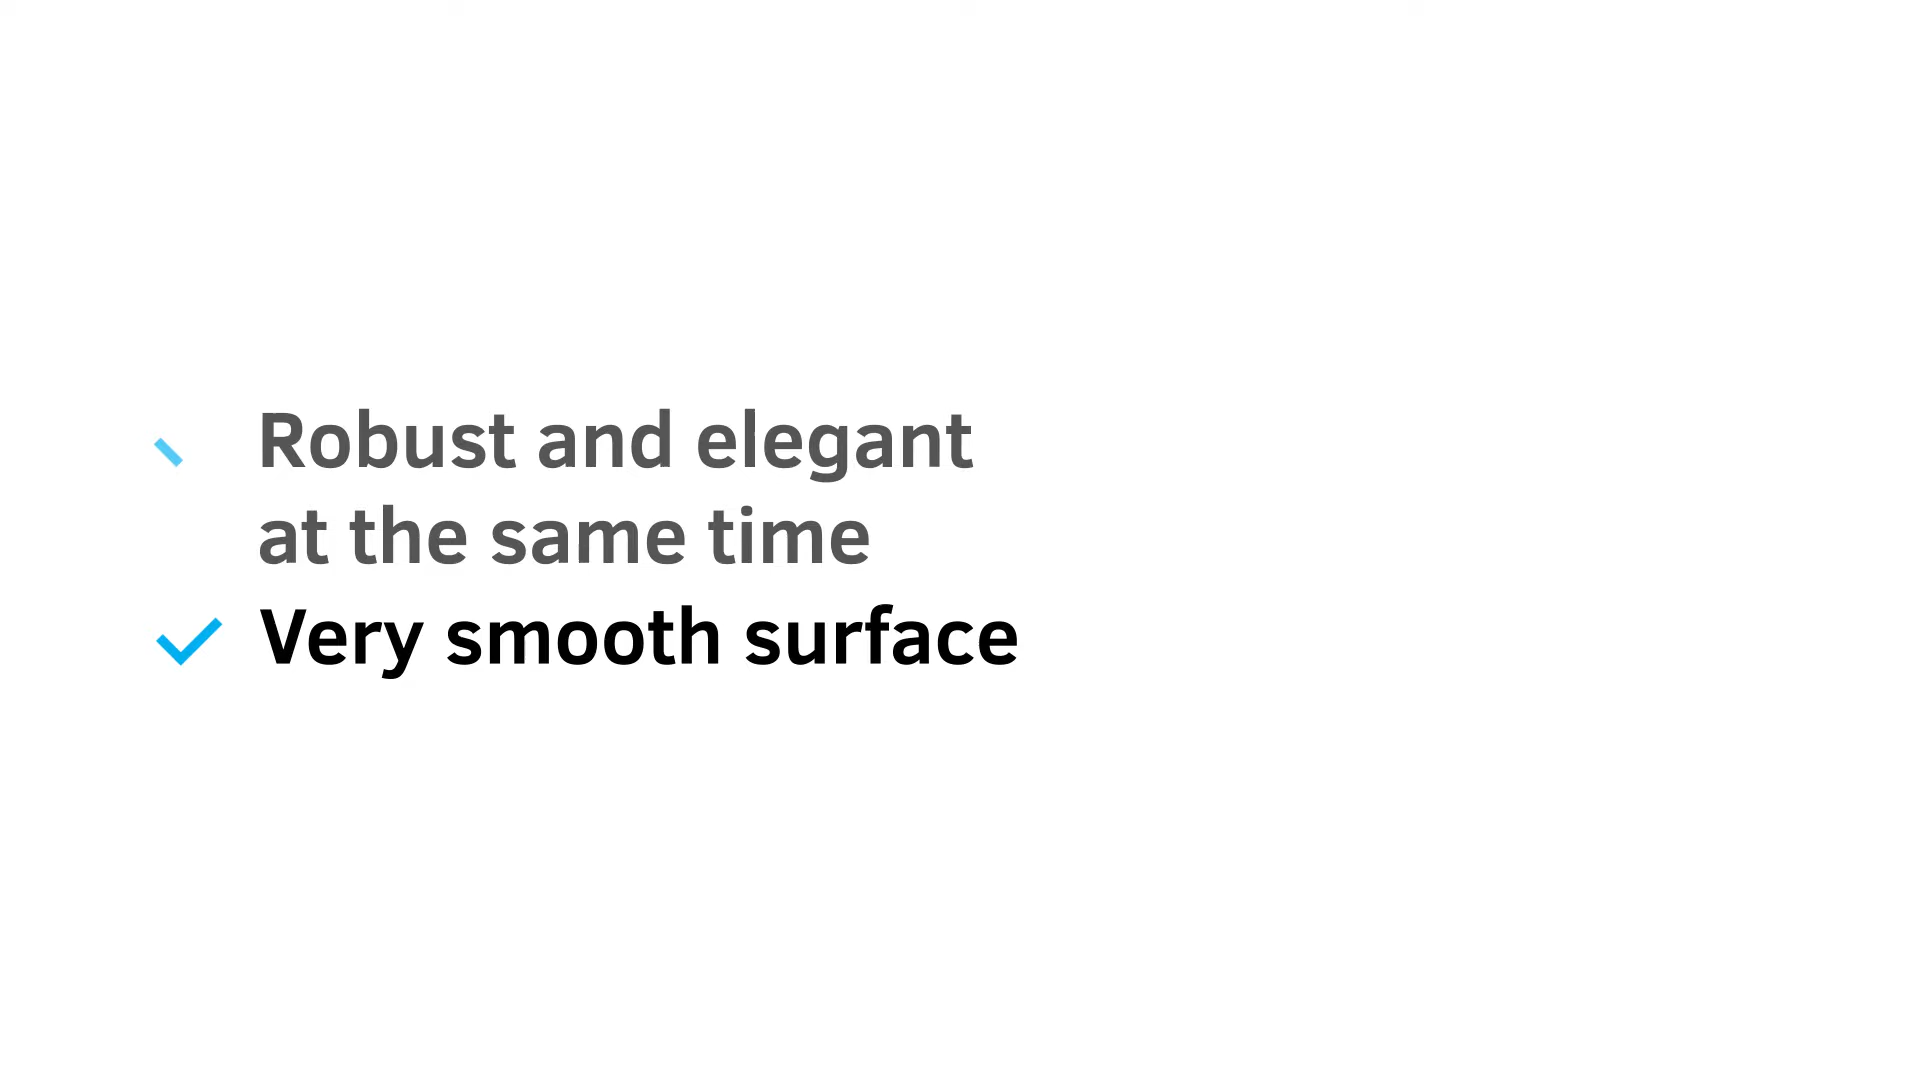 Robust and elegant
at the same time
Very smooth surface